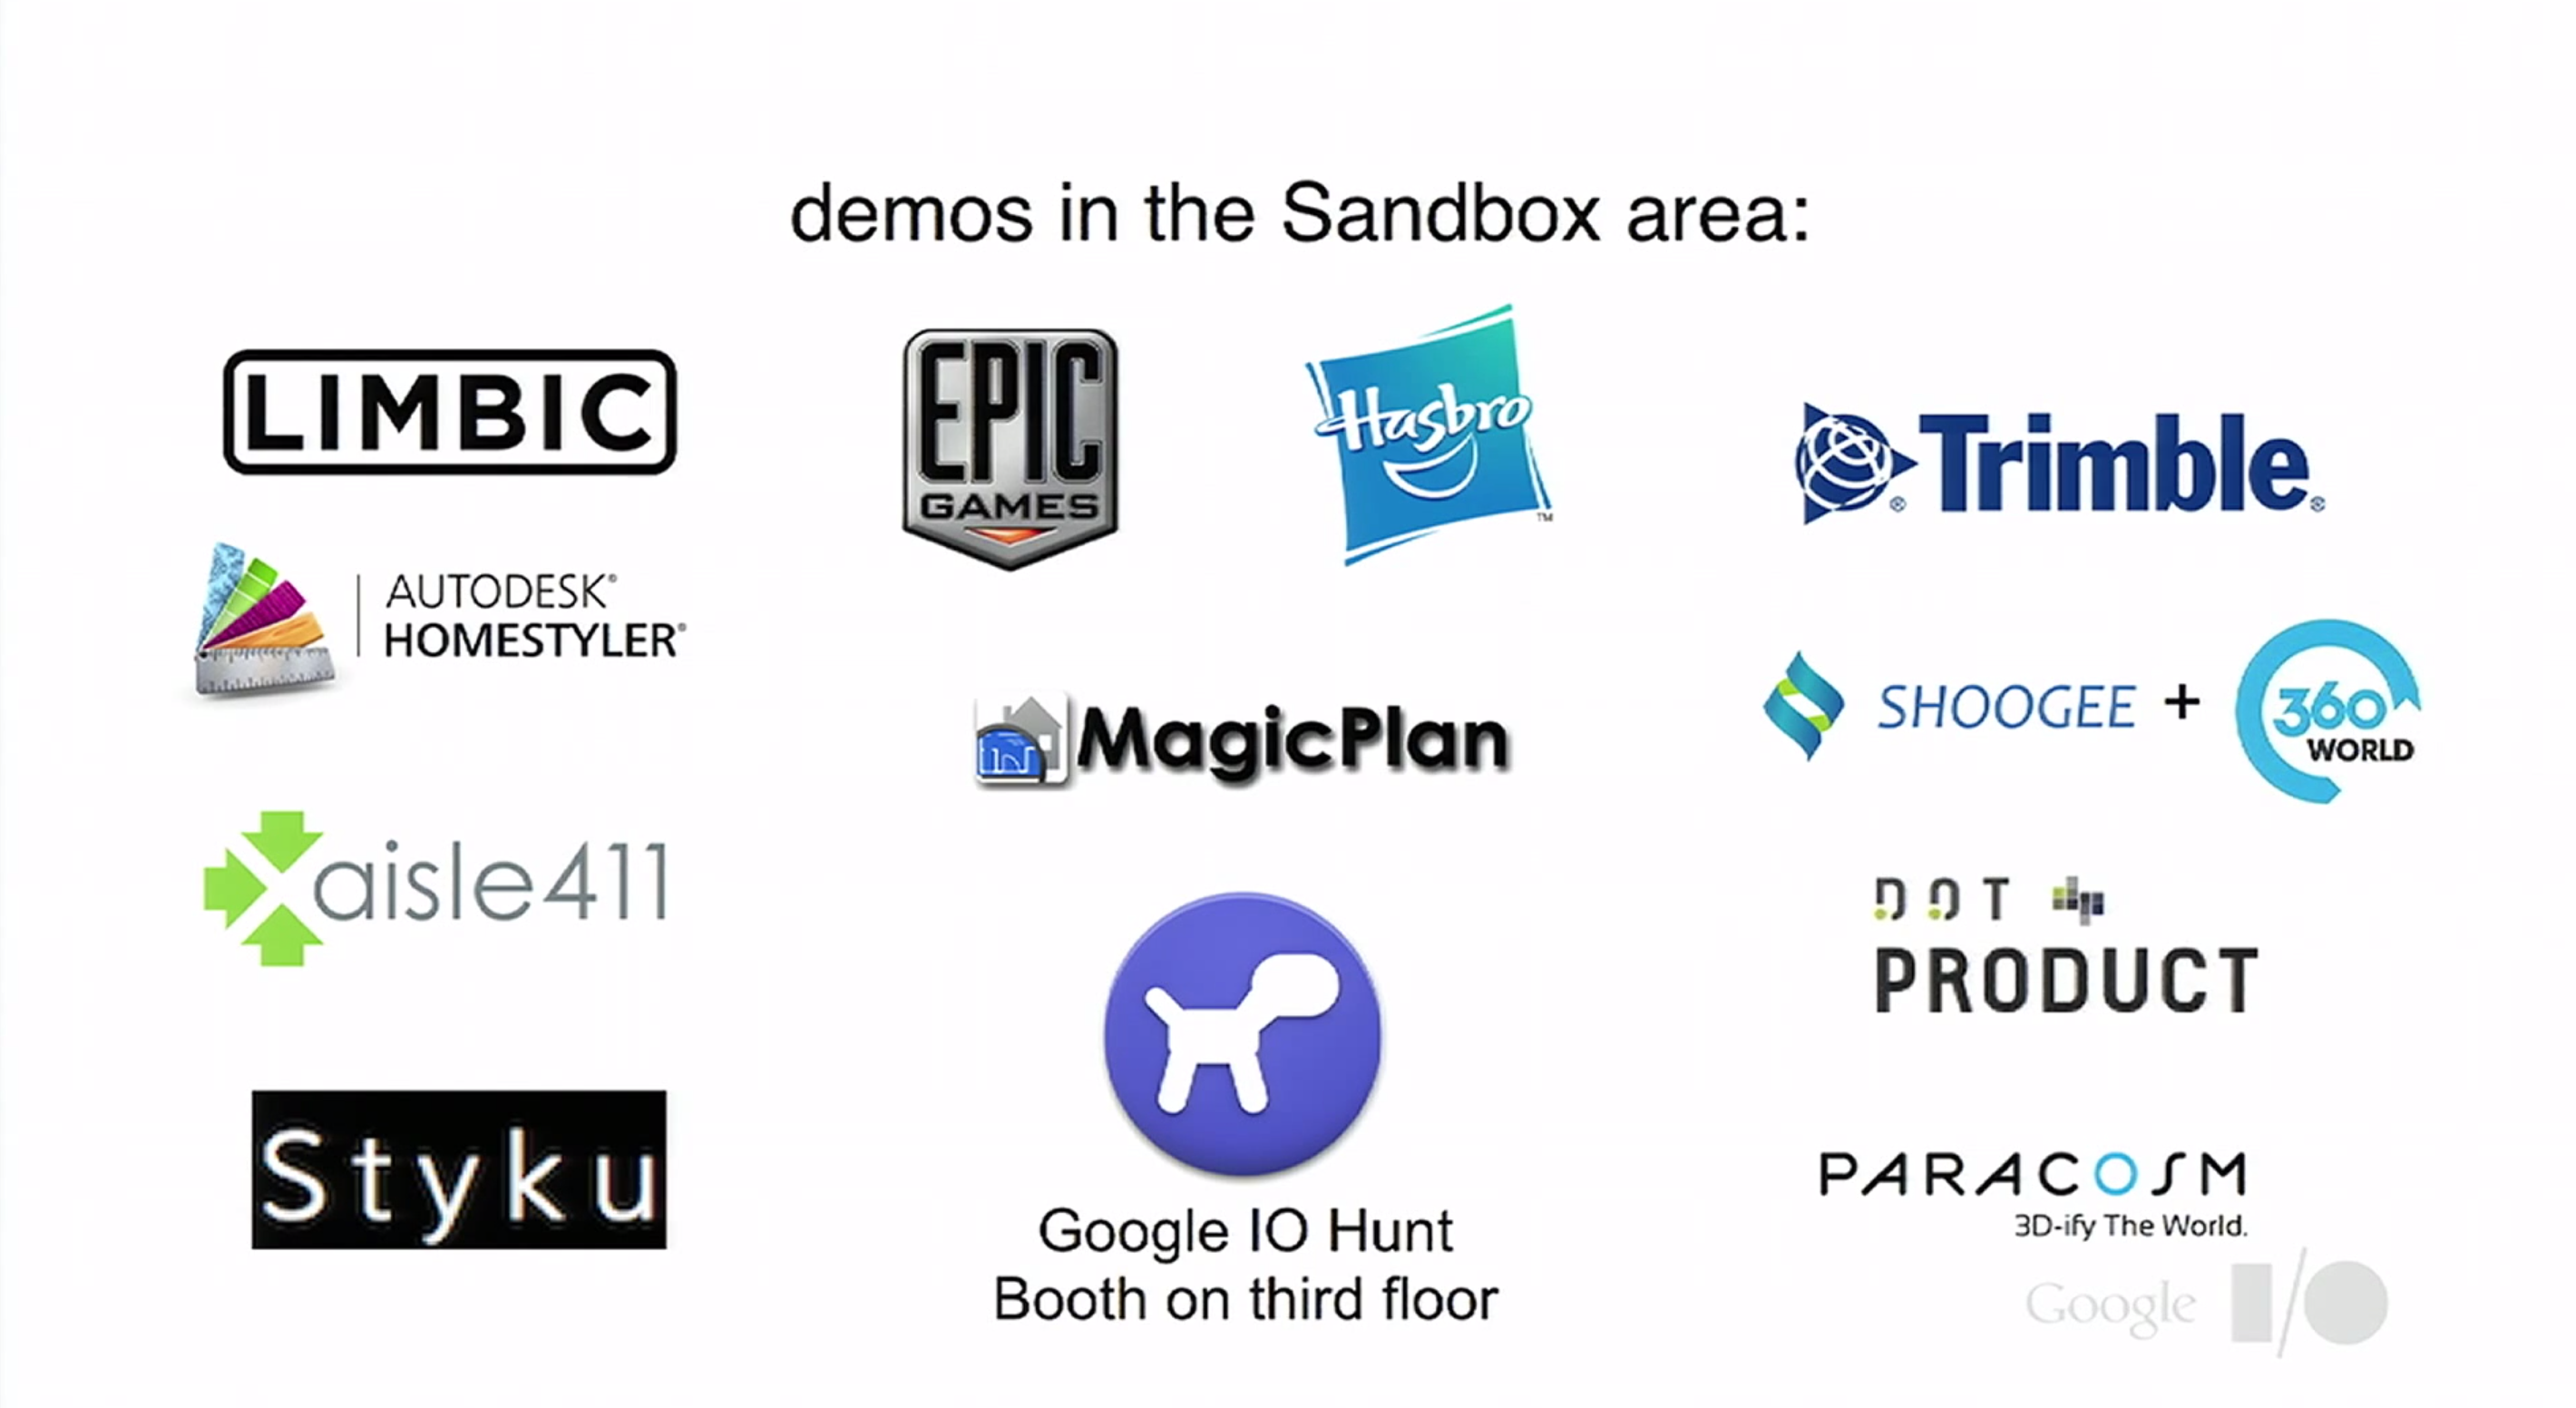 demos in the Sandbox area:
LIMBIC
EPIC
GAMES
Hasbro
TM
Trimble®
AUTODESK®
HOMESTYLER®
MagicPlan
SHOOGEE + 360
WORLD
aisle411
DOT
PRODUCT
Styku
Google IO Hunt
Booth on third floor
PARACOSM
3D-ify The World.
Google I/O